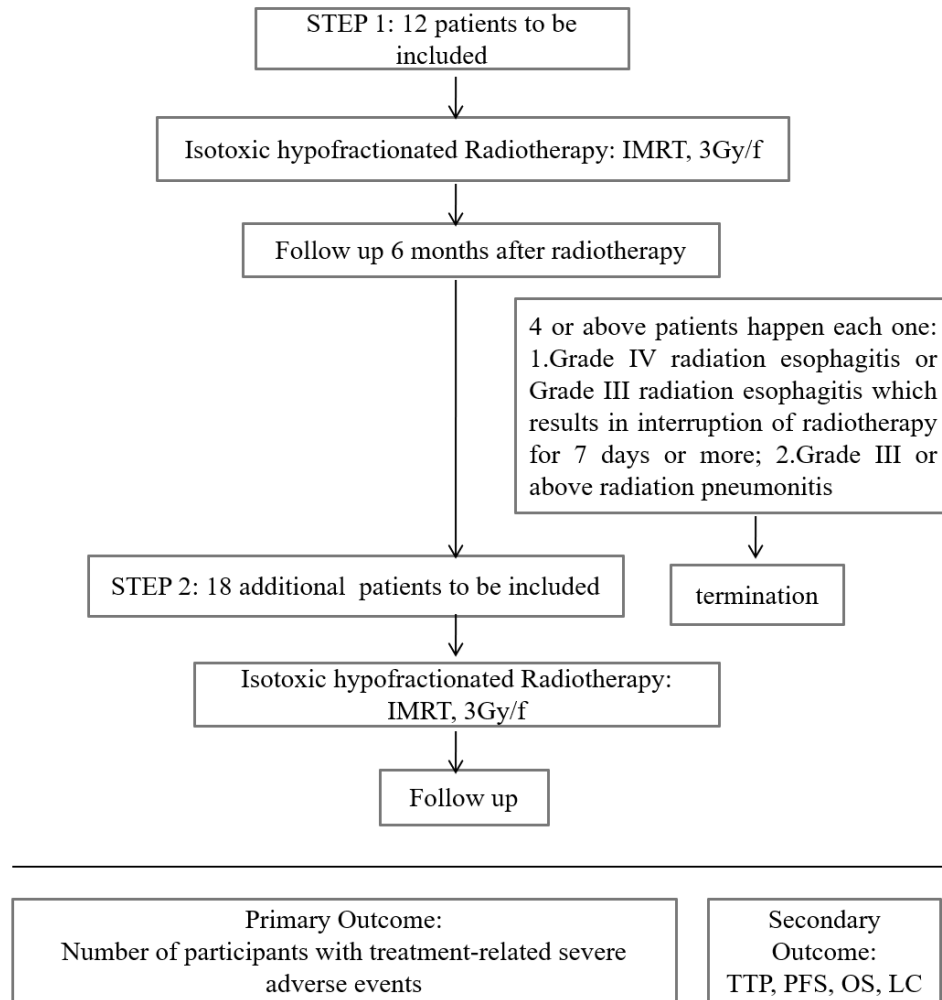 STEP 1: 12 patients to be
included
Isotoxic hypofractionated Radiotherapy: IMRT, 3Gy/f
Follow up 6 months after radiotherapy
4 or above patients happen each one:
1.Grade IV radiation esophagitis or
Grade III radiation esophagitis which
results in interruption of radiotherapy
for 7 days or more; 2.Grade III or
above radiation pneumonitis
STEP 2: 18 additional patients to be included
termination
Isotoxic hypofractionated Radiotherapy:
IMRT, 3Gy/f
Follow up
Primary Outcome:
Number of participants with treatment-related severe
adverse events
Secondary
Outcome:
TTP, PFS, OS, LC